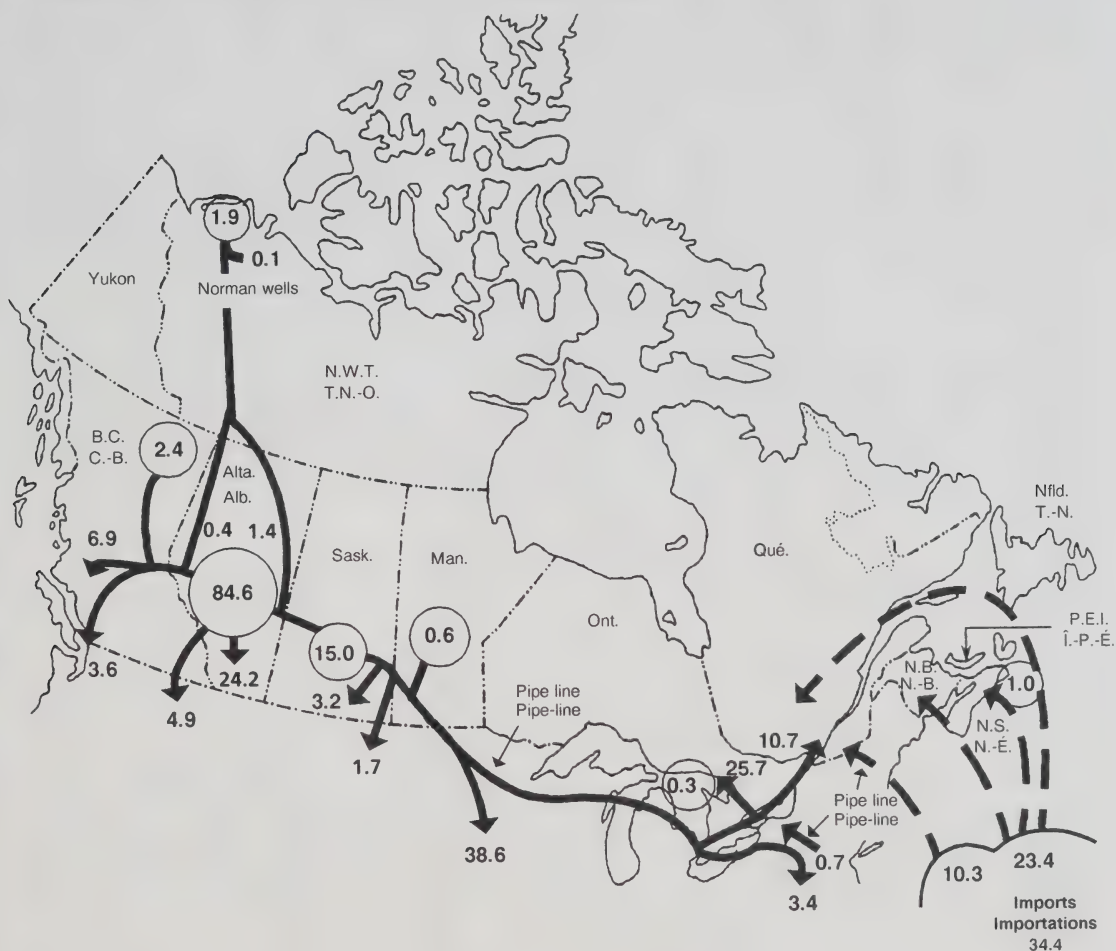 1.9
0.1
Norman wells
Yukon
N.W.T.
T.N.-O.
B.C.
C.-B.
2.4
Alta.
Alb.
0.4
1.4
6.9
84.6
Sask.
Man.
0.6
15.0
3.6
24.2
3.2
4.9
1.7
Pipe line
Pipe-line
38.6
Ont.
Qué.
Nfld.
T.-N.
P.E.I.
Î.-P.-É.
N.B.
N.-B.
1.0
N.S.
N.-É.
10.7
25.7
0.3
Pipe line
Pipe-line
0.7
3.4
10.3
23.4
Imports
Importations
34.4